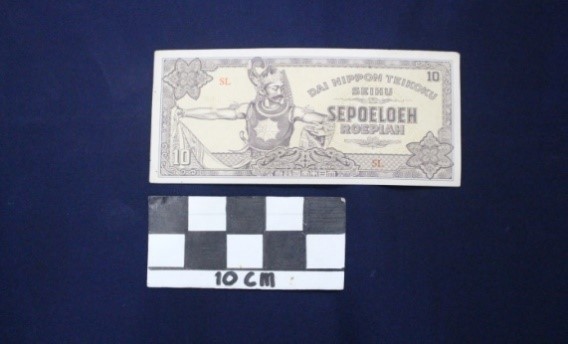 SL
10
DAI NIPPON TEIKOKU
SEIHU
SEPOELOEH
ROEPIAH
10
SL
10 CM